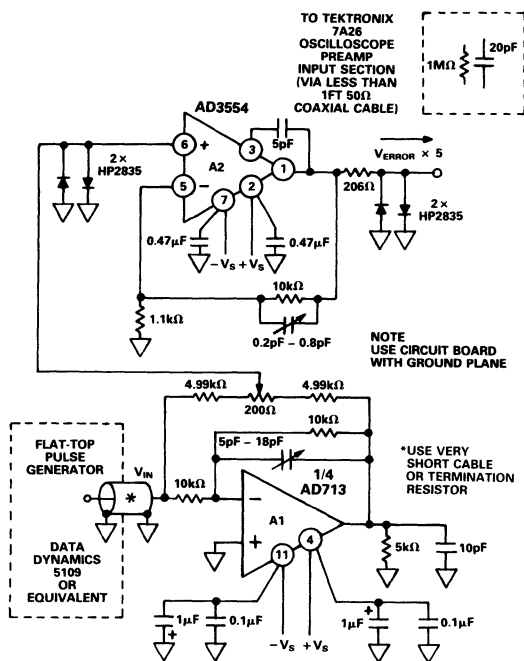 TO TEKTRONIX
7A26
OSCILLOSCOPE
PREAMP
INPUT SECTION
(VIA LESS THAN
1FT 50Ω
COAXIAL CABLE)
1MΩ
20pF
AD3554
5pF
6
+
3
A2
1
5
−
2
7
VERROR × 5
206Ω
2 ×
HP2835
2 ×
HP2835
0.47μF
−VS +VS
0.47μF
10kΩ
0.2pF – 0.8pF
1.1kΩ
NOTE
USE CIRCUIT BOARD
WITH GROUND PLANE
4.99kΩ
4.99kΩ
200Ω
10kΩ
5pF – 18pF
FLAT-TOP
PULSE
GENERATOR
VIN
*
10kΩ
1/4
AD713
−
A1
+
4
11
*USE VERY
SHORT CABLE
OR TERMINATION
RESISTOR
DATA
DYNAMICS
5109
OR
EQUIVALENT
5kΩ
10pF
1μF
+
0.1μF
−VS +VS
+
1μF
0.1μF